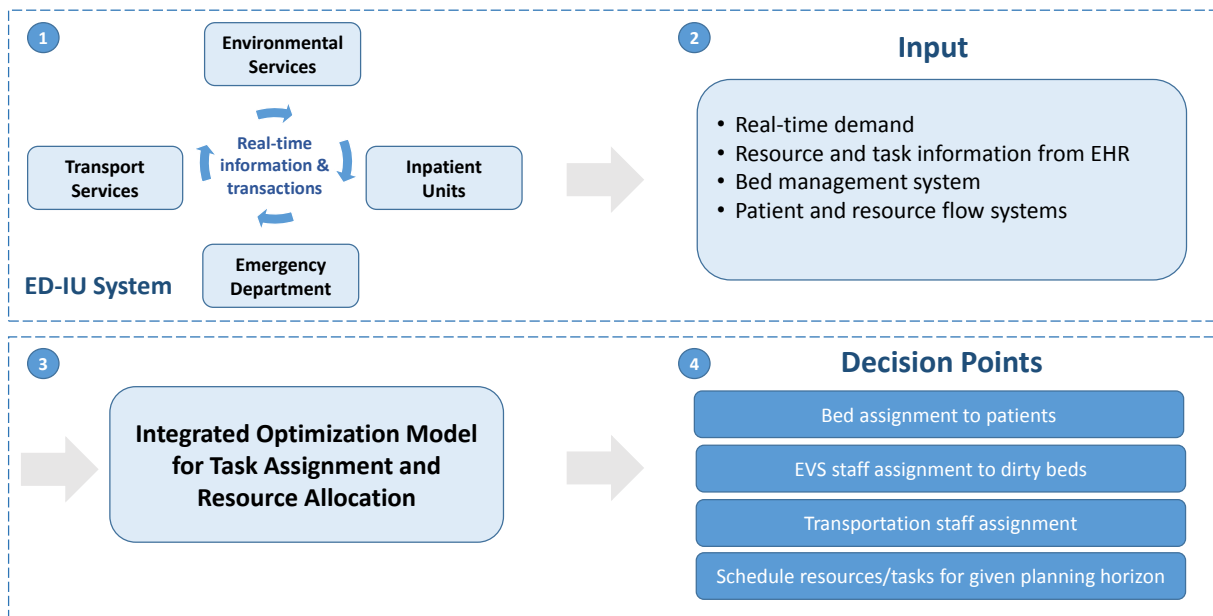 1
Environmental
Services
Real-time
information &
transactions
Transport
Services
Inpatient
Units
Emergency
Department
ED-IU System
2
Input
• Real-time demand
• Resource and task information from EHR
• Bed management system
• Patient and resource flow systems
3
Integrated Optimization Model
for Task Assignment and
Resource Allocation
4
Decision Points
Bed assignment to patients
EVS staff assignment to dirty beds
Transportation staff assignment
Schedule resources/tasks for given planning horizon